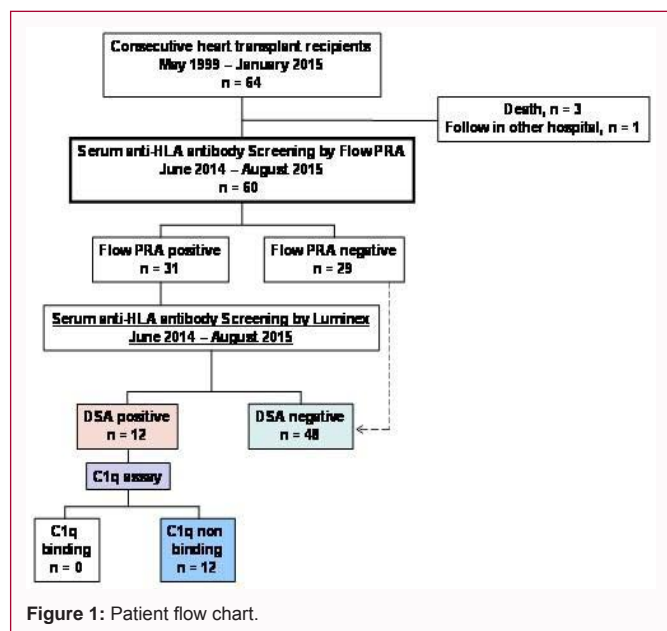 Consecutive heart transplant recipients
May 1999 – January 2015
n = 64
Death, n = 3
Follow in other hospital, n = 1
Serum anti-HLA antibody Screening by Flow PRA
June 2014 – August 2015
n = 60
Flow PRA positive
n = 31
Flow PRA negative
n = 29
Serum anti-HLA antibody Screening by Luminex
June 2014 – August 2015
DSA positive
n = 12
DSA negative
n = 48
C1q assay
C1q
binding
n = 0
C1q non
binding
n = 12
Figure 1: Patient flow chart.